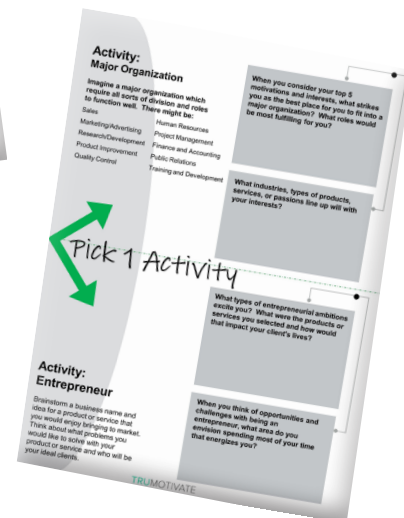 Activity:
Major Organization
Imagine a major organization which
require all sorts of division and roles
to function well. There might be:
Sales
Marketing/Advertising
Research/Development
Product Improvement
Quality Control
Human Resources
Project Management
Finance and Accounting
Public Relations
Training and Development
When you consider your top 5
motivations and interests, what strikes
you as the best place for you to fit into a
major organization? What roles would
be most fulfilling for you?
What industries, types of products,
services, or passions line up will with
your interests?
Pick 1 Activity
What types of entrepreneurial ambitions
excite you? What were the products or
services you selected and how would
that impact your client's lives?
Activity:
Entrepreneur
Brainstorm a business name and
idea for a product or service that
you would enjoy bringing to market.
Think about what problems you
would like to solve with your
product or service and who will be
your ideal clients.
When you think of opportunities and
challenges with being an
entrepreneur, what area do you
envision spending most of your time
that energizes you?
TRUMOTIVATE